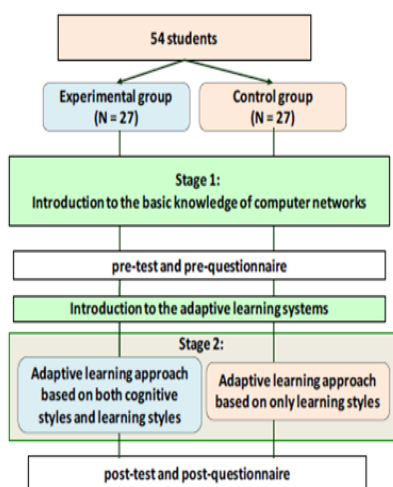 54 students
Experimental group
(N = 27)
Control group
(N = 27)
Stage 1:
Introduction to the basic knowledge of computer networks
pre-test and pre-questionnaire
Introduction to the adaptive learning systems
Stage 2:
Adaptive learning approach
based on both cognitive
styles and learning styles
Adaptive learning approach
based on only learning styles
post-test and post-questionnaire